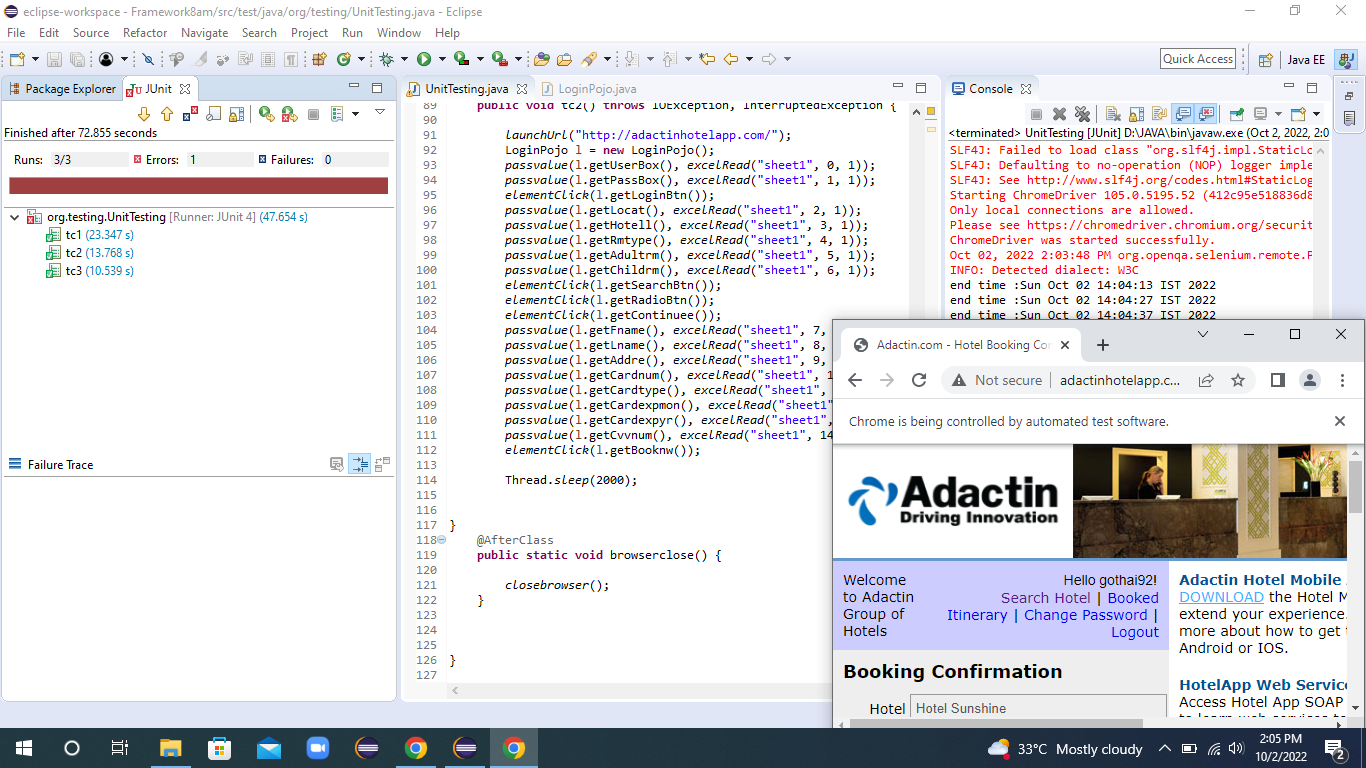 eclipse-workspace - Framework8am/src/test/java/org/testing/UnitTesting.java - Eclipse
File Edit Source Refactor Navigate Search Project Run Window Help
Quick Access
Java EE
Package Explorer
JUnit
Finished after 72.855 seconds
Runs: 3/3 Errors: 1 Failures: 0
org.testing.UnitTesting [Runner: JUnit 4] (47.654 s)
tc1 (23.347 s)
tc2 (13.768 s)
tc3 (10.539 s)
Failure Trace
UnitTesting.java
LoginPojo.java
89 public void tc2() throws IOException, InterruptedException {
90
91 launchUrl("http://adactinhotelapp.com/");
92 LoginPojo l = new LoginPojo();
93 passvalue(l.getUserBox(), excelRead("sheet1", 0, 1));
94 passvalue(l.getPassBox(), excelRead("sheet1", 1, 1));
95 elementClick(l.getLoginBtn());
96 passvalue(l.getLocat(), excelRead("sheet1", 2, 1));
97 passvalue(l.getHotell(), excelRead("sheet1", 3, 1));
98 passvalue(l.getRmtype(), excelRead("sheet1", 4, 1));
99 passvalue(l.getAdultrm(), excelRead("sheet1", 5, 1));
100 passvalue(l.getChildrm(), excelRead("sheet1", 6, 1));
101 elementClick(l.getSearchBtn());
102 elementClick(l.getRadioBtn());
103 elementClick(l.getContinuee());
104 passvalue(l.getFname(), excelRead("sheet1", 7,
105 passvalue(l.getLname(), excelRead("sheet1", 8,
106 passvalue(l.getAddre(), excelRead("sheet1", 9,
107 passvalue(l.getCardnum(), excelRead("sheet1", 1
108 passvalue(l.getCardtype(), excelRead("sheet1",
109 passvalue(l.getCardexpmon(), excelRead("sheet1"
110 passvalue(l.getCardexpyr(), excelRead("sheet1",
111 passvalue(l.getCvvnum(), excelRead("sheet1", 14
112 elementClick(l.getBooknw());
113
114 Thread.sleep(2000);
115
116
117 }
118 @AfterClass
119 public static void browserclose() {
120
121 closebrowser();
122 }
123
124
125
126 }
127
Console
<terminated> UnitTesting [JUnit] D:\JAVA\bin\javaw.exe (Oct 2, 2022, 2:0
SLF4J: Failed to load class "org.slf4j.impl.StaticLo
SLF4J: Defaulting to no-operation (NOP) logger imple
SLF4J: See http://www.slf4j.org/codes.html#StaticLog
Starting ChromeDriver 105.0.5195.52 (412c95e518836d8
Only local connections are allowed.
Please see https://chromedriver.chromium.org/securit
ChromeDriver was started successfully.
Oct 02, 2022 2:03:48 PM org.openqa.selenium.remote.P
INFO: Detected dialect: W3C
end time :Sun Oct 02 14:04:13 IST 2022
end time :Sun Oct 02 14:04:27 IST 2022
end time :Sun Oct 02 14:04:37 IST 2022
Adactin.com - Hotel Booking Con
Not secure
adactinhotelapp.c...
Chrome is being controlled by automated test software.
Adactin
Driving Innovation
Welcome
to Adactin
Group of
Hotels
Hello gothai92!
Search Hotel | Booked
Itinerary | Change Password |
Logout
Adactin Hotel Mobile
DOWNLOAD the Hotel M
extend your experience.
more about how to get
Android or IOS.
HotelApp Web Service
Access Hotel App SOAP
Booking Confirmation
Hotel
Hotel Sunshine
33°C Mostly cloudy
2:05 PM
10/2/2022
2